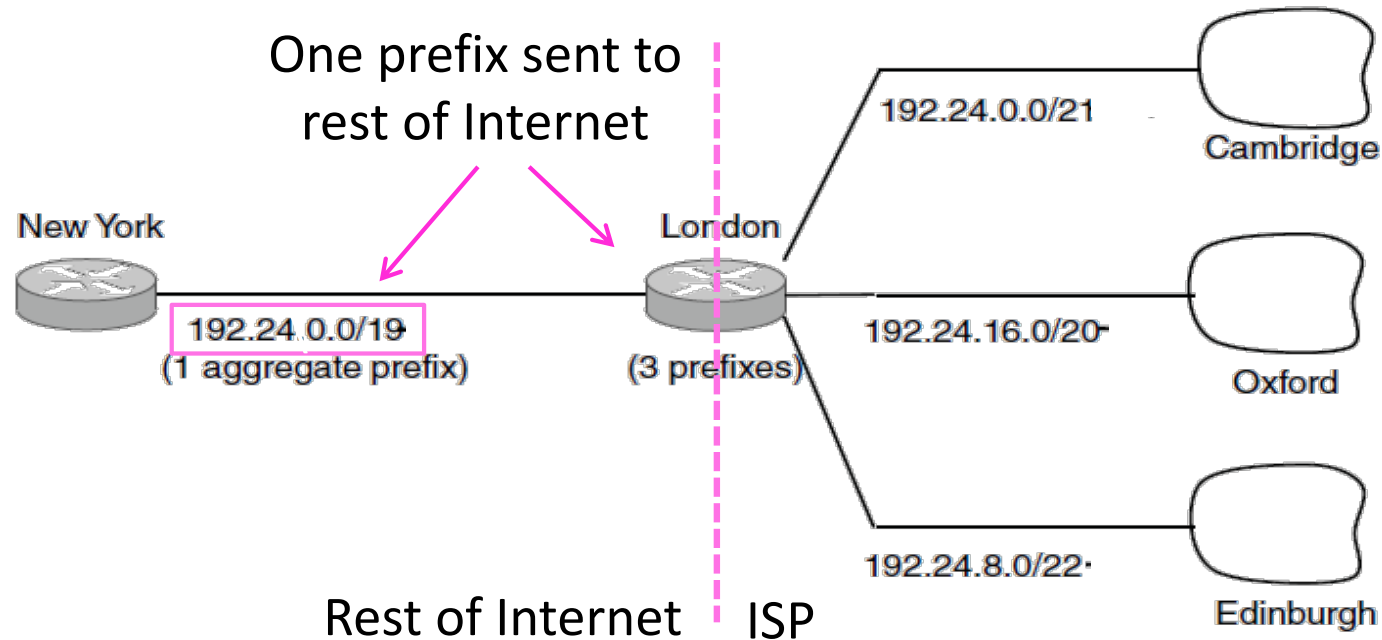 One prefix sent to
rest of Internet
192.24.0.0/21
Cambridge
New York
London
192.24.0.0/19
(1 aggregate prefix)
(3 prefixes)
192.24.16.0/20
Oxford
192.24.8.0/22
Rest of Internet
ISP
Edinburgh